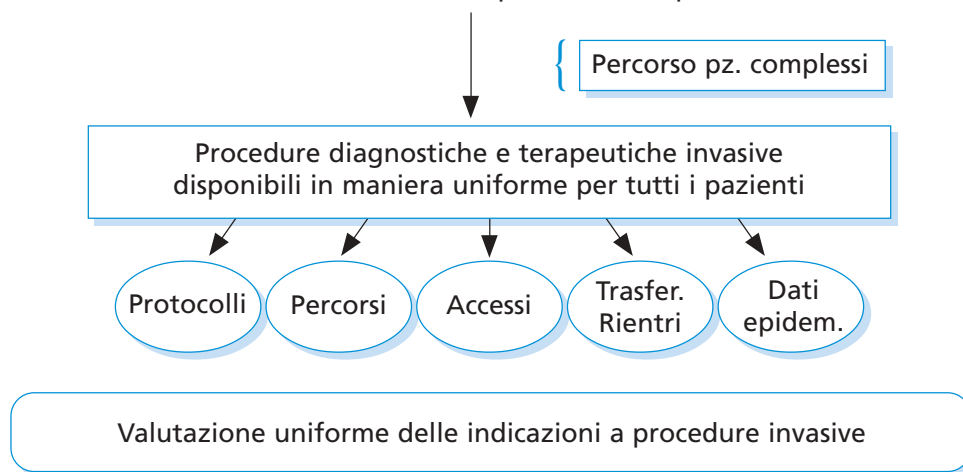 Percorso pz. complessi
Procedure diagnostiche e terapeutiche invasive
disponibili in maniera uniforme per tutti i pazienti
Protocolli
Percorsi
Accessi
Trasfer.
Rientri
Dati
epidem.
Valutazione uniforme delle indicazioni a procedure invasive